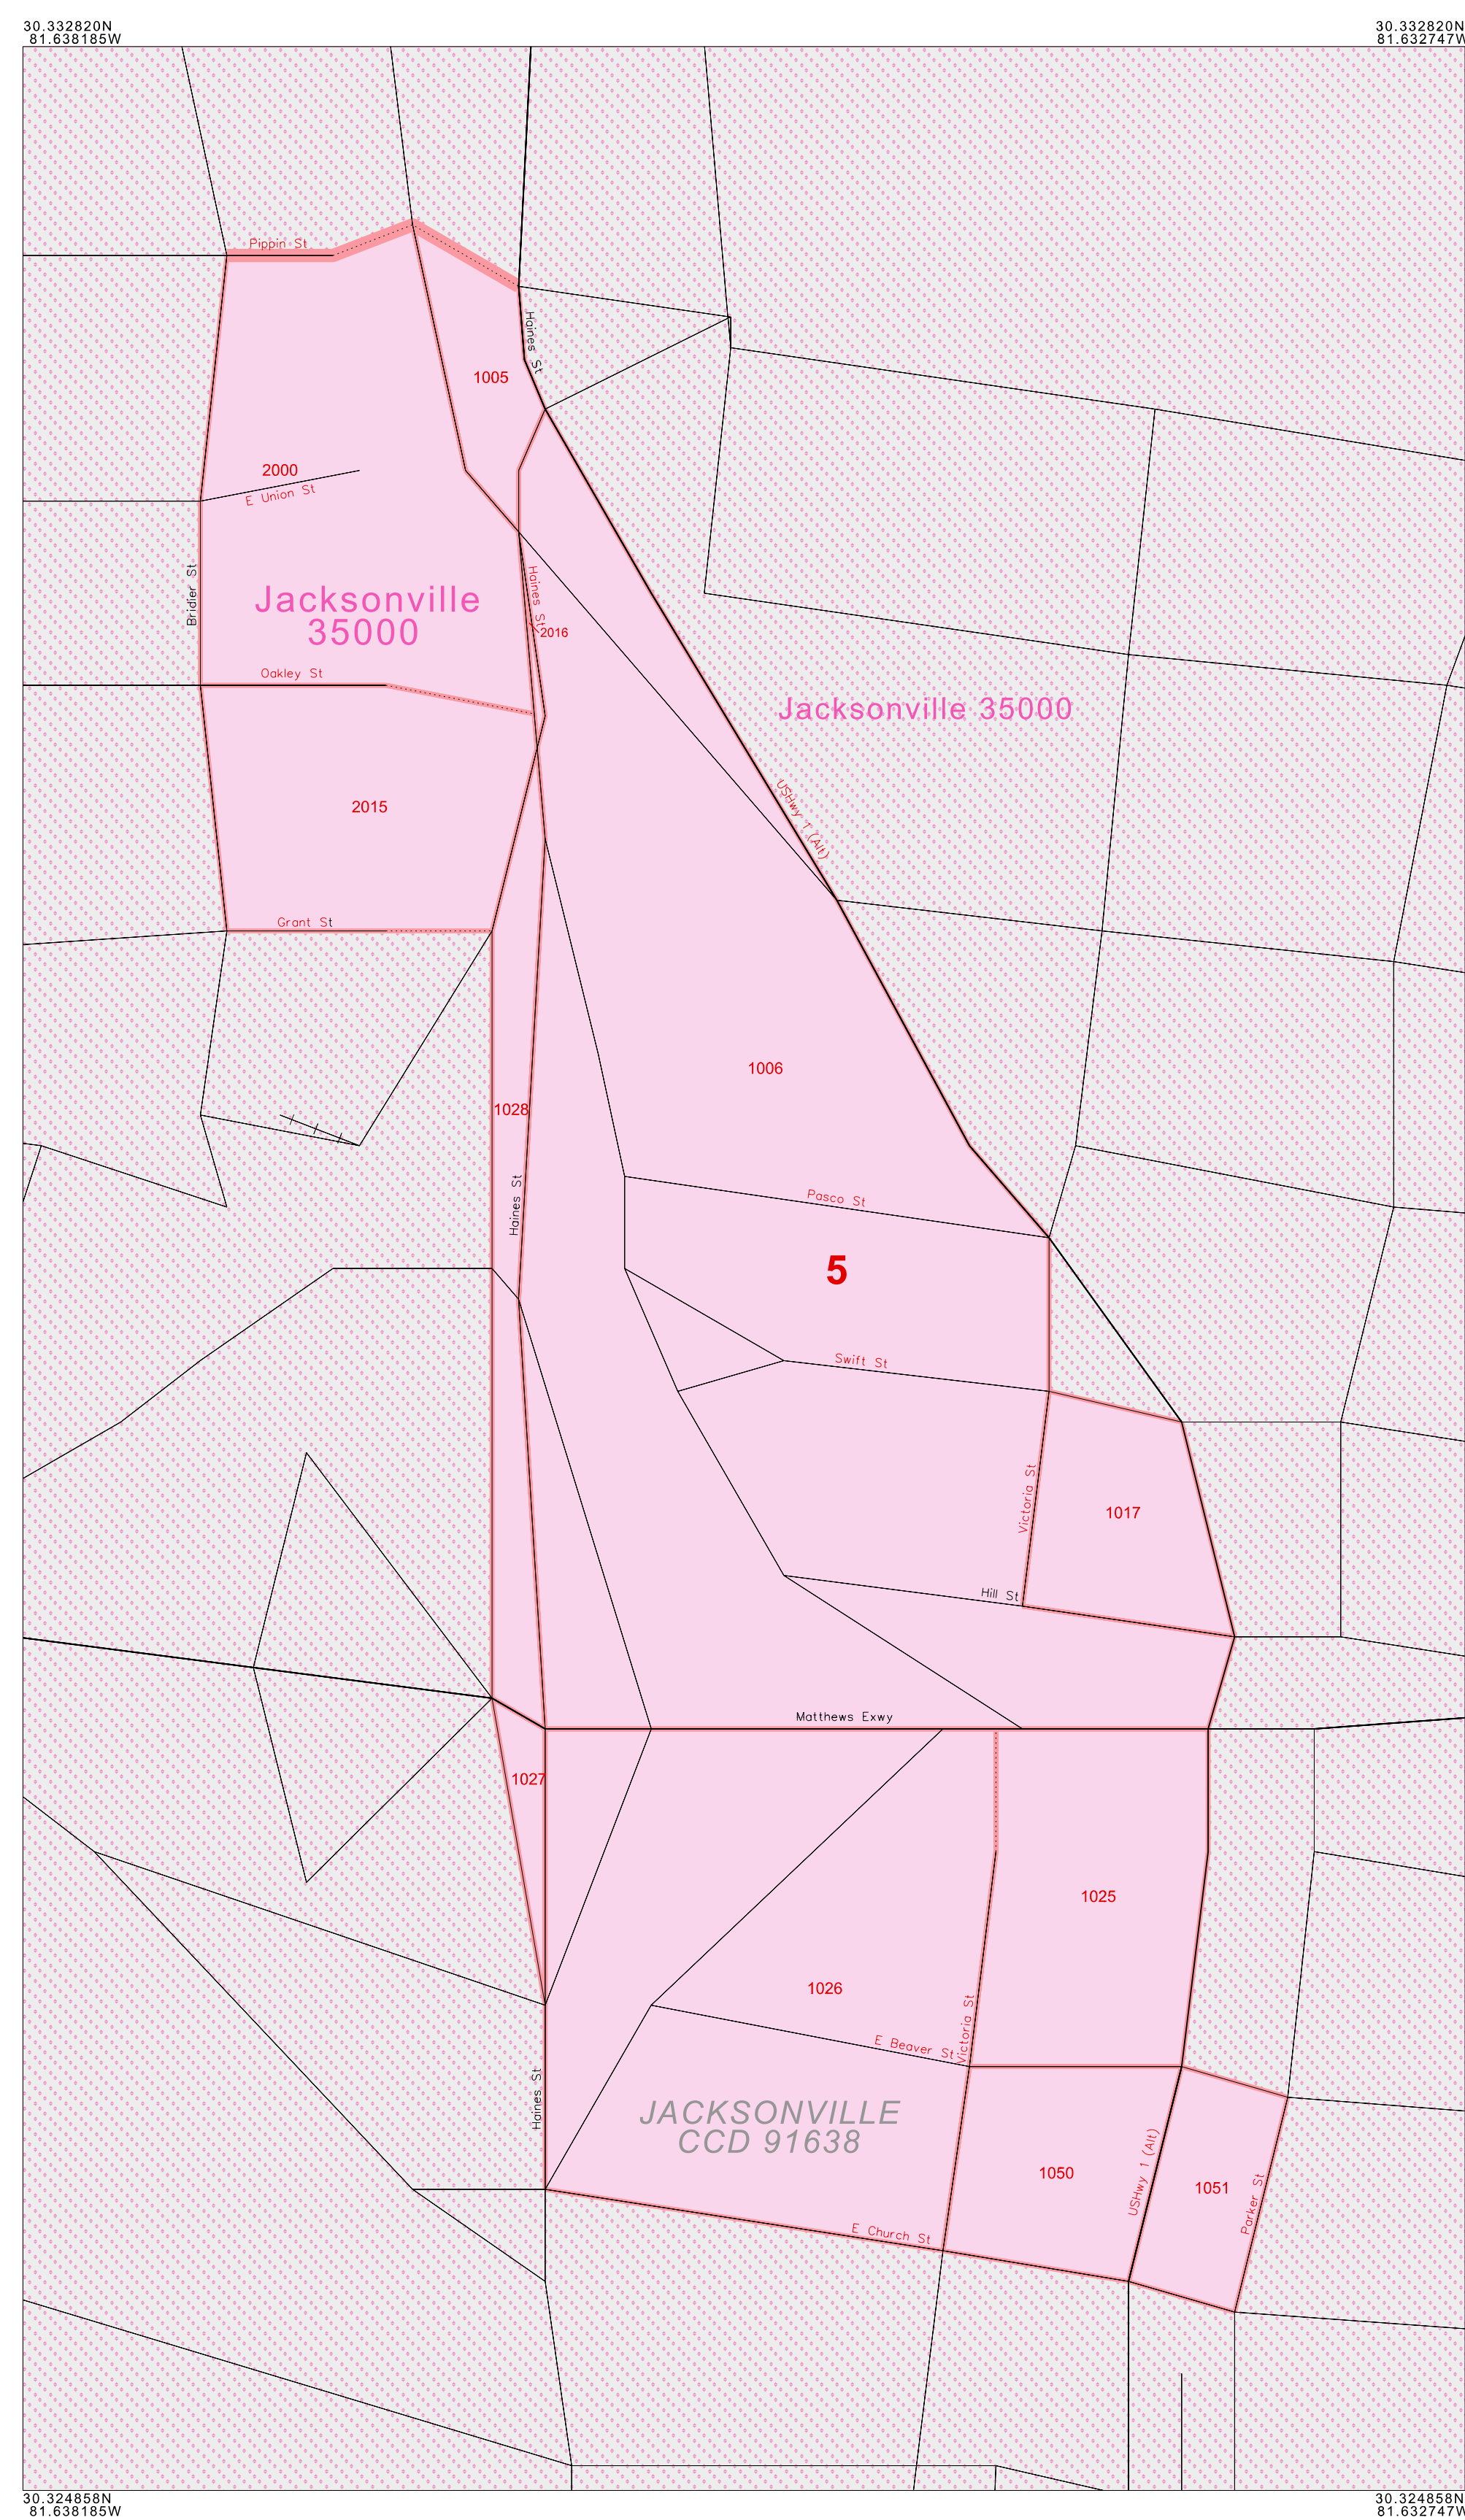 30.332820N
81.638185W
30.332820N
81.632747W
Pippin St
Haines St
1005
2000
E Union St
Bridier St
Haines St
2016
Jacksonville
35000
Oakley St
Jacksonville 35000
USHwy 1 (Alt)
2015
Grant St
1006
1028
Haines St
Pasco St
5
Swift St
Victoria St
1017
Hill St
Matthews Exwy
1027
1025
1026
Victoria St
E Beaver St
Haines St
JACKSONVILLE
CCD 91638
1050
USHwy 1 (Alt)
1051
Parker St
E Church St
30.324858N
81.638185W
30.324858N
81.632747W